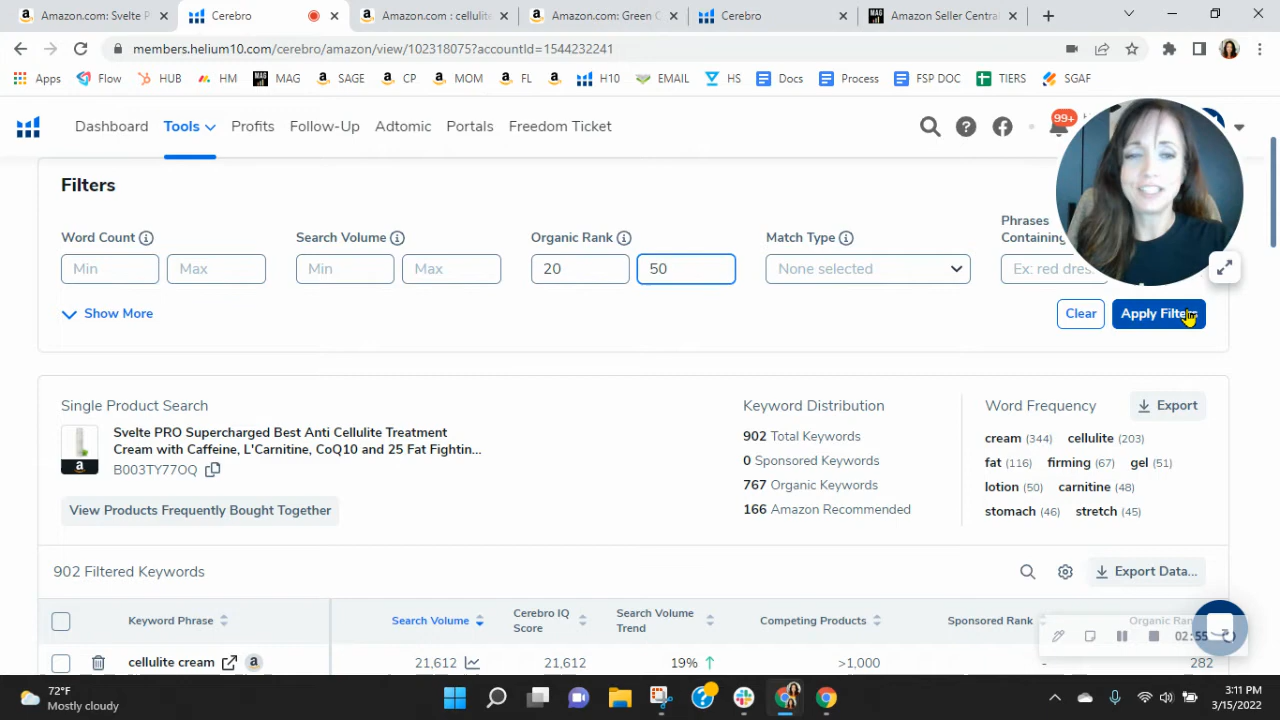 Amazon.com: Svelte P
Cerebro
Amazon.com : cellulite
Amazon.com: Green C
Cerebro
Amazon Seller Central
members.helium10.com/cerebro/amazon/view/102318075?accountId=1544232241
Apps
Flow
HUB
HM
MAG
SAGE
CP
MOM
FL
H10
EMAIL
HS
Docs
Process
FSP DOC
TIERS
SGAF
Dashboard
Tools
Profits
Follow-Up
Adtomic
Portals
Freedom Ticket
99+
Filters
Word Count
Search Volume
Organic Rank
Match Type
Phrases
Containing
Min
Max
Min
Max
20
50
None selected
Ex: red dres
Show More
Clear
Apply Filters
Single Product Search
Svelte PRO Supercharged Best Anti Cellulite Treatment
Cream with Caffeine, L'Carnitine, CoQ10 and 25 Fat Fightin...
B003TY77OQ
View Products Frequently Bought Together
Keyword Distribution
902 Total Keywords
0 Sponsored Keywords
767 Organic Keywords
166 Amazon Recommended
Word Frequency
Export
cream (344) cellulite (203)
fat (116) firming (67) gel (51)
lotion (50) carnitine (48)
stomach (46) stretch (45)
902 Filtered Keywords
Export Data...
Keyword Phrase
Search Volume
Cerebro IQ
Score
Search Volume
Trend
Competing Products
Sponsored Rank
Organic Ran
02:55
cellulite cream
21,612
21,612
19%
>1,000
-
282
72°F
Mostly cloudy
3:11 PM
3/15/2022